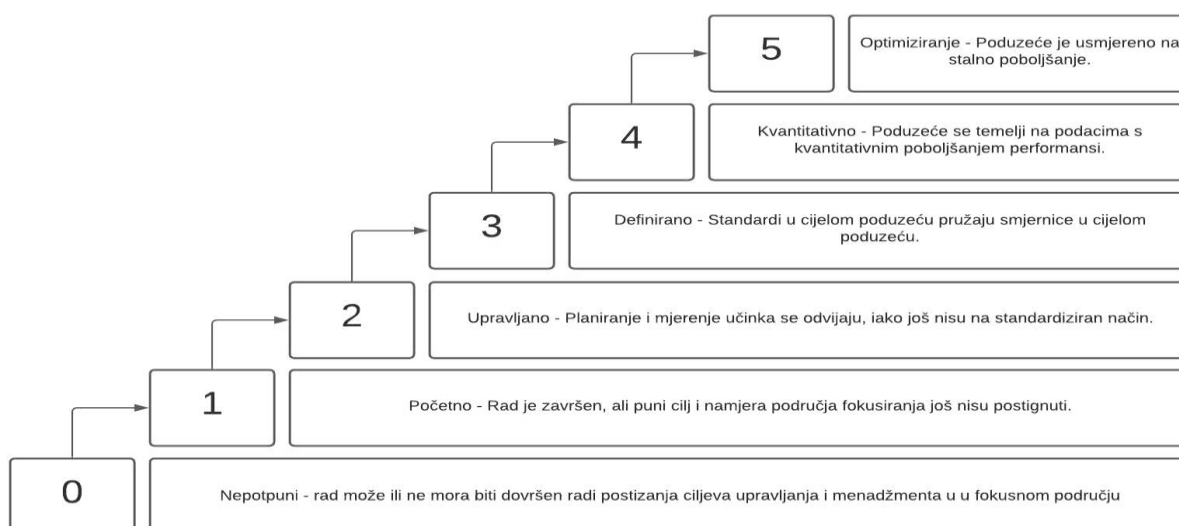 5
Optimiziranje - Poduzeće je usmjereno na
stalno poboljšanje.
4
Kvantitativno - Poduzeće se temelji na podacima s
kvantitativnim poboljšanjem performansi.
3
Definirano - Standardi u cijelom poduzeću pružaju smjernice u cijelom
poduzeću.
2
Upravljano - Planiranje i mjerenje učinka se odvijaju, iako još nisu na standardiziran način.
1
Početno - Rad je završen, ali puni cilj i namjera područja fokusiranja još nisu postignuti.
0
Nepotpuni - rad može ili ne mora biti dovršen radi postizanja ciljeva upravljanja i menadžmenta u u fokusnom području